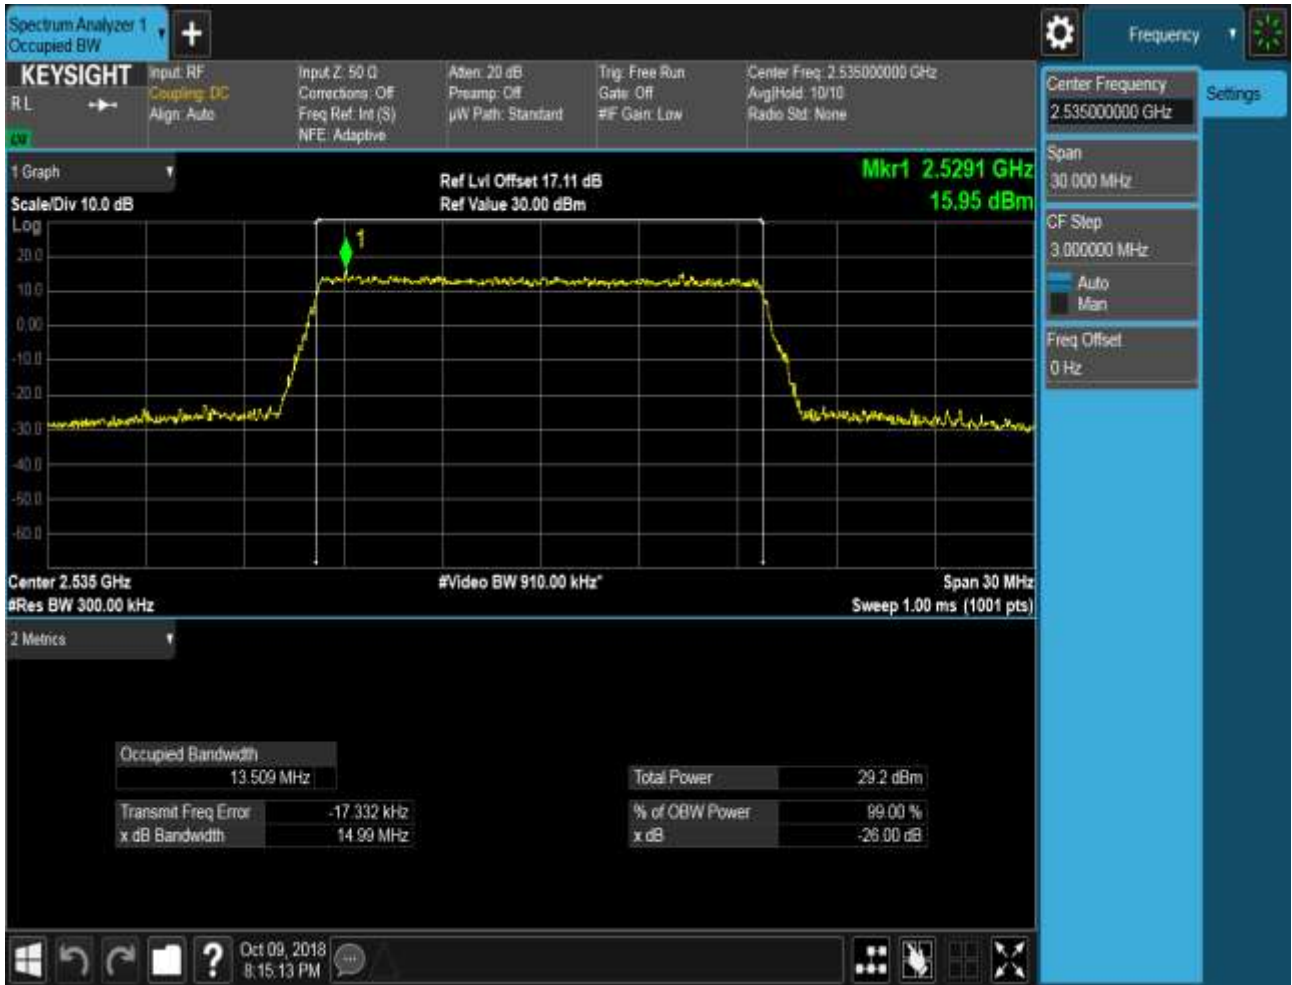 Spectrum Analyzer 1
Occupied BW
Frequency
KEYSIGHT
R L
Input: RF
Coupling: DC
Align: Auto
Input Z: 50 Ω
Corrections: Off
Freq Ref: Int (S)
NFE: Adaptive
Atten: 20 dB
Preamp: Off
µW Path: Standard
Trig: Free Run
Gate: Off
#IF Gain: Low
Center Freq: 2.535000000 GHz
Avg|Hold: 10/10
Radio Std: None
Center Frequency
2.535000000 GHz
Settings
Span
30.000 MHz
CF Step
3.000000 MHz
Auto
Man
Freq Offset
0 Hz
1 Graph
Scale/Div 10.0 dB
Ref Lvl Offset 17.11 dB
Ref Value 30.00 dBm
Mkr1 2.5291 GHz
15.95 dBm
Log
20.0
10.0
0.00
-10.0
-20.0
-30.0
-40.0
-50.0
-60.0
1
Center 2.535 GHz
#Video BW 910.00 kHz*
Span 30 MHz
#Res BW 300.00 kHz
Sweep 1.00 ms (1001 pts)
2 Metrics
Occupied Bandwidth
13.509 MHz
Total Power 29.2 dBm
Transmit Freq Error -17.332 kHz
% of OBW Power 99.00 %
x dB Bandwidth 14.99 MHz
x dB -26.00 dB
?
Oct 09, 2018
8:15:13 PM